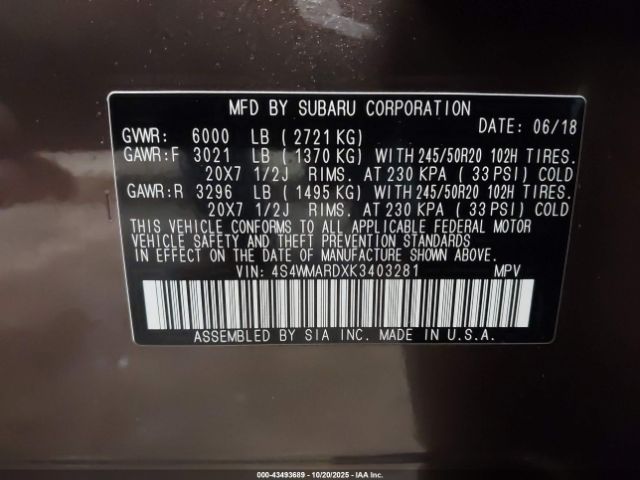 MFD BY SUBARU CORPORATION
DATE: 06/18
GVWR: 6000 LB (2721 KG)
GAWR:F 3021 LB (1370 KG) WITH 245/50R20 102H TIRES.
20X7 1/2J RIMS. AT 230 KPA (33 PSI) COLD
GAWR:R 3296 LB (1495 KG) WITH 245/50R20 102H TIRES.
20X7 1/2J RIMS. AT 230 KPA (33 PSI) COLD
THIS VEHICLE CONFORMS TO ALL APPLICABLE FEDERAL MOTOR
VEHICLE SAFETY AND THEFT PREVENTION STANDARDS
IN EFFECT ON THE DATE OF MANUFACTURE SHOWN ABOVE.
VIN: 4S4WMARDXK3403281 MPV
ASSEMBLED BY SIA INC. MADE IN U.S.A.
000-43493689 - 10/20/2025 - IAA Inc.